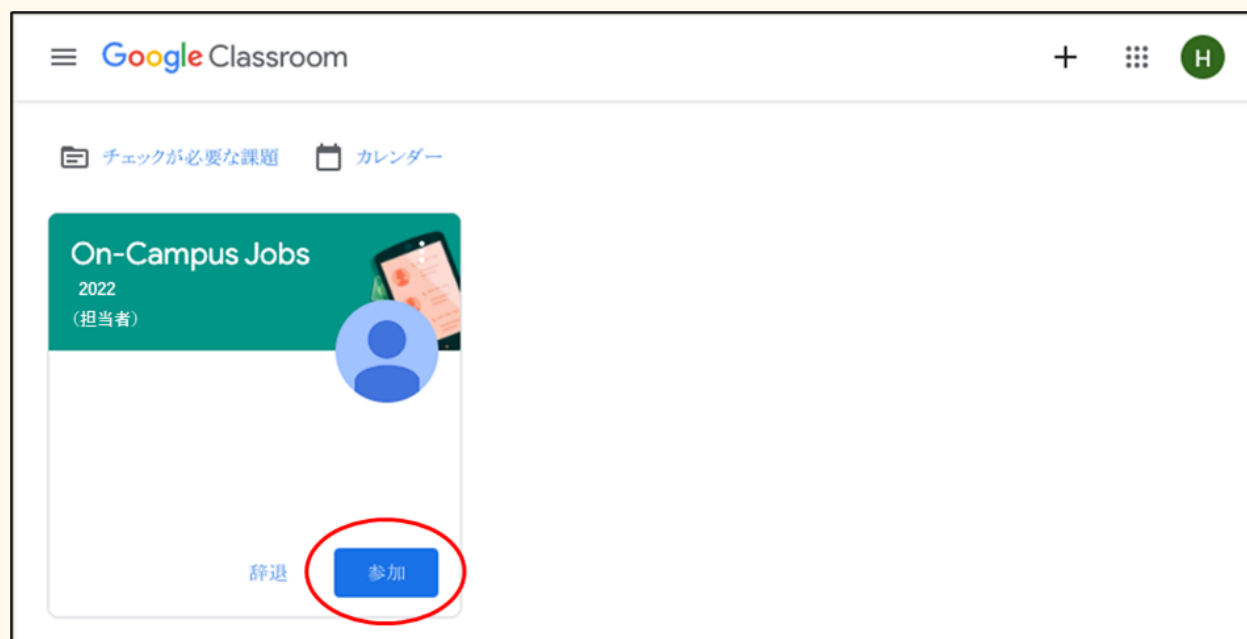 Google Classroom
H
チェックが必要な課題 カレンダー
On-Campus Jobs
2022
（担当者）
辞退 参加